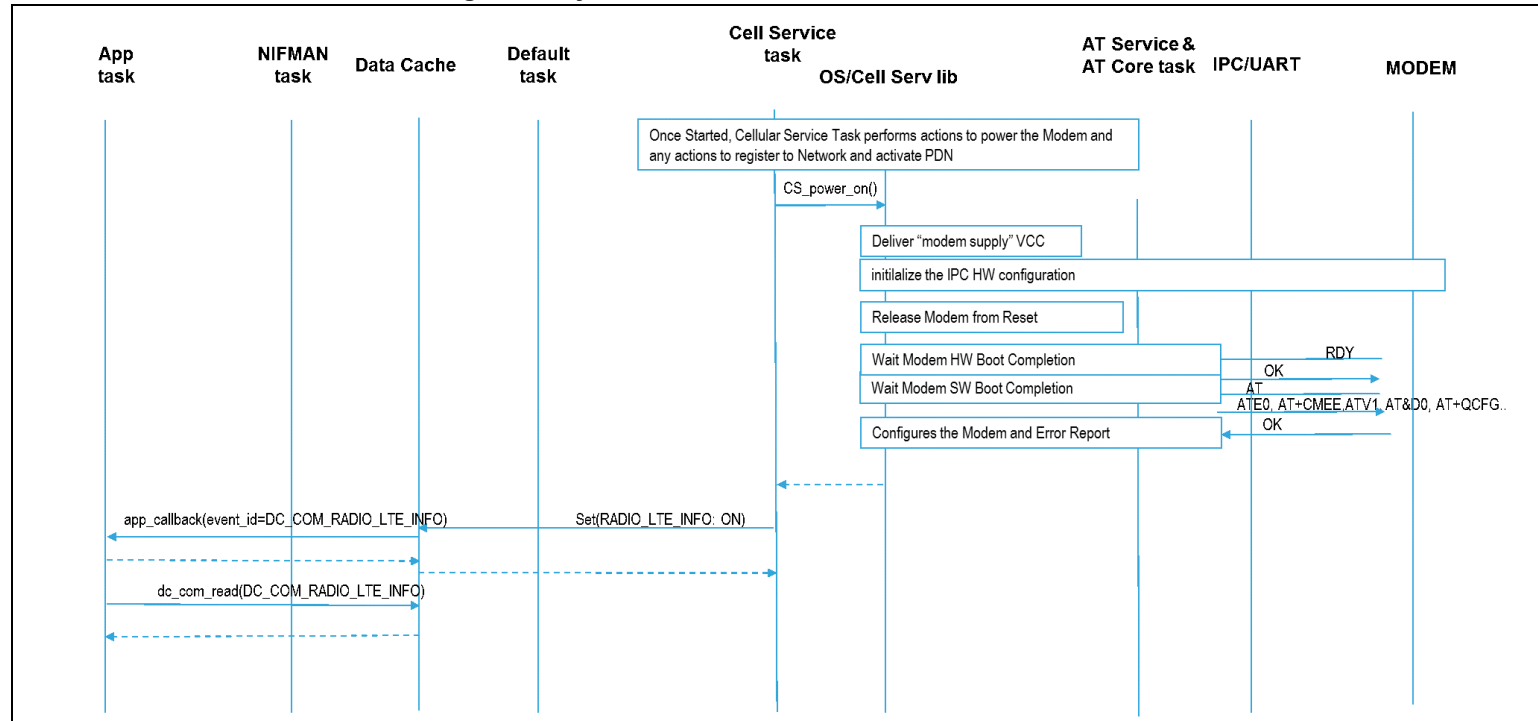 App
task
NIFMAN
task
Data Cache
Default
task
Cell Service
task
OS/Cell Serv lib
AT Service &
AT Core task
IPC/UART
MODEM
Once Started, Cellular Service Task performs actions to power the Modem and
any actions to register to Network and activate PDN
CS_power_on()
Deliver “modem supply” VCC
initilalize the IPC HW configuration
Release Modem from Reset
Wait Modem HW Boot Completion
RDY
OK
Wait Modem SW Boot Completion
AT
ATE0, AT+CMEE,ATV1, AT&D0, AT+QCFG..
Configures the Modem and Error Report
OK
app_callback(event_id=DC_COM_RADIO_LTE_INFO)
Set(RADIO_LTE_INFO: ON)
dc_com_read(DC_COM_RADIO_LTE_INFO)